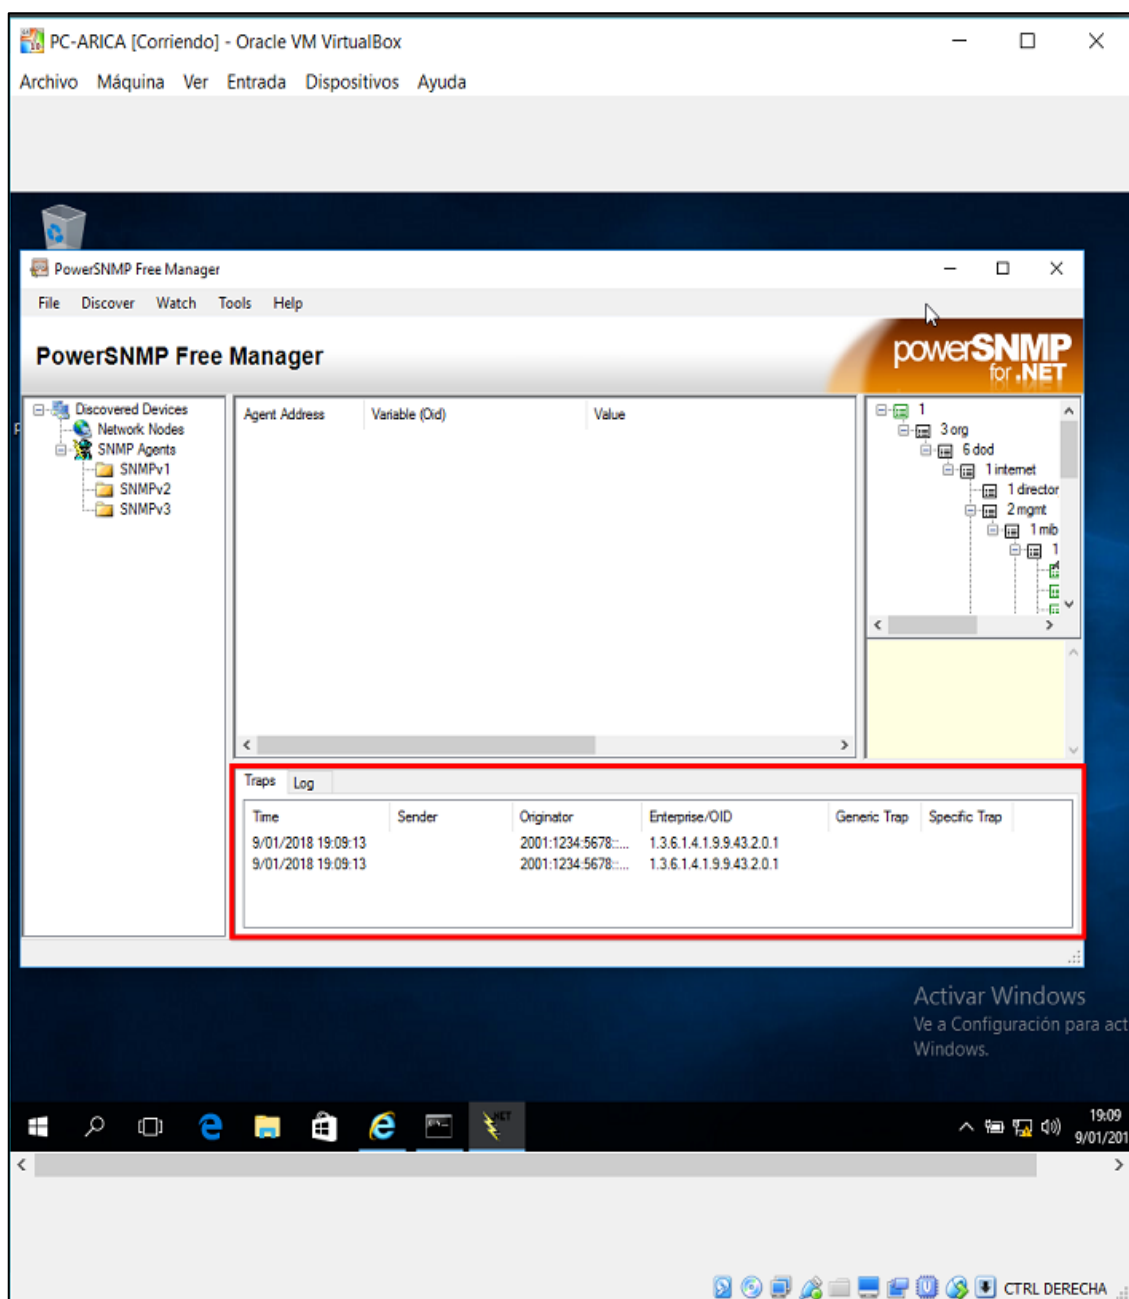 PC-ARICA [Corriendo] - Oracle VM VirtualBox
Archivo Máquina Ver Entrada Dispositivos Ayuda
PowerSNMP Free Manager
File Discover Watch Tools Help
PowerSNMP Free Manager
powerSNMP
for .NET
Discovered Devices
Network Nodes
SNMP Agents
SNMPv1
SNMPv2
SNMPv3
Agent Address Variable (Oid) Value
1
3 org
6 dod
1 internet
1 director
2 mgmt
1 mib
1
Traps Log
Time Sender Originator Enterprise/OID Generic Trap Specific Trap
9/01/2018 19:09:13 2001:1234:5678::... 1.3.6.1.4.1.9.9.43.2.0.1
9/01/2018 19:09:13 2001:1234:5678::... 1.3.6.1.4.1.9.9.43.2.0.1
Activar Windows
Ve a Configuración para act
Windows.
.NET
19:09
9/01/201
CTRL DERECHA